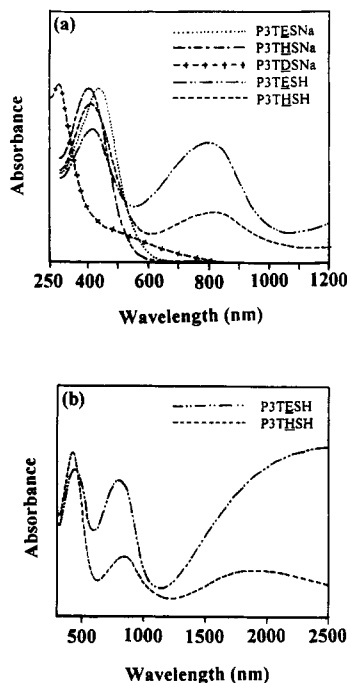 (a)
P3TESNa
P3THSNa
P3TDSNa
P3TESH
P3THSH
Absorbance
250 400 600 800 1000 1200
Wavelength (nm)
(b)
P3TESH
P3THSH
Absorbance
500 1000 1500 2000 2500
Wavelength (nm)